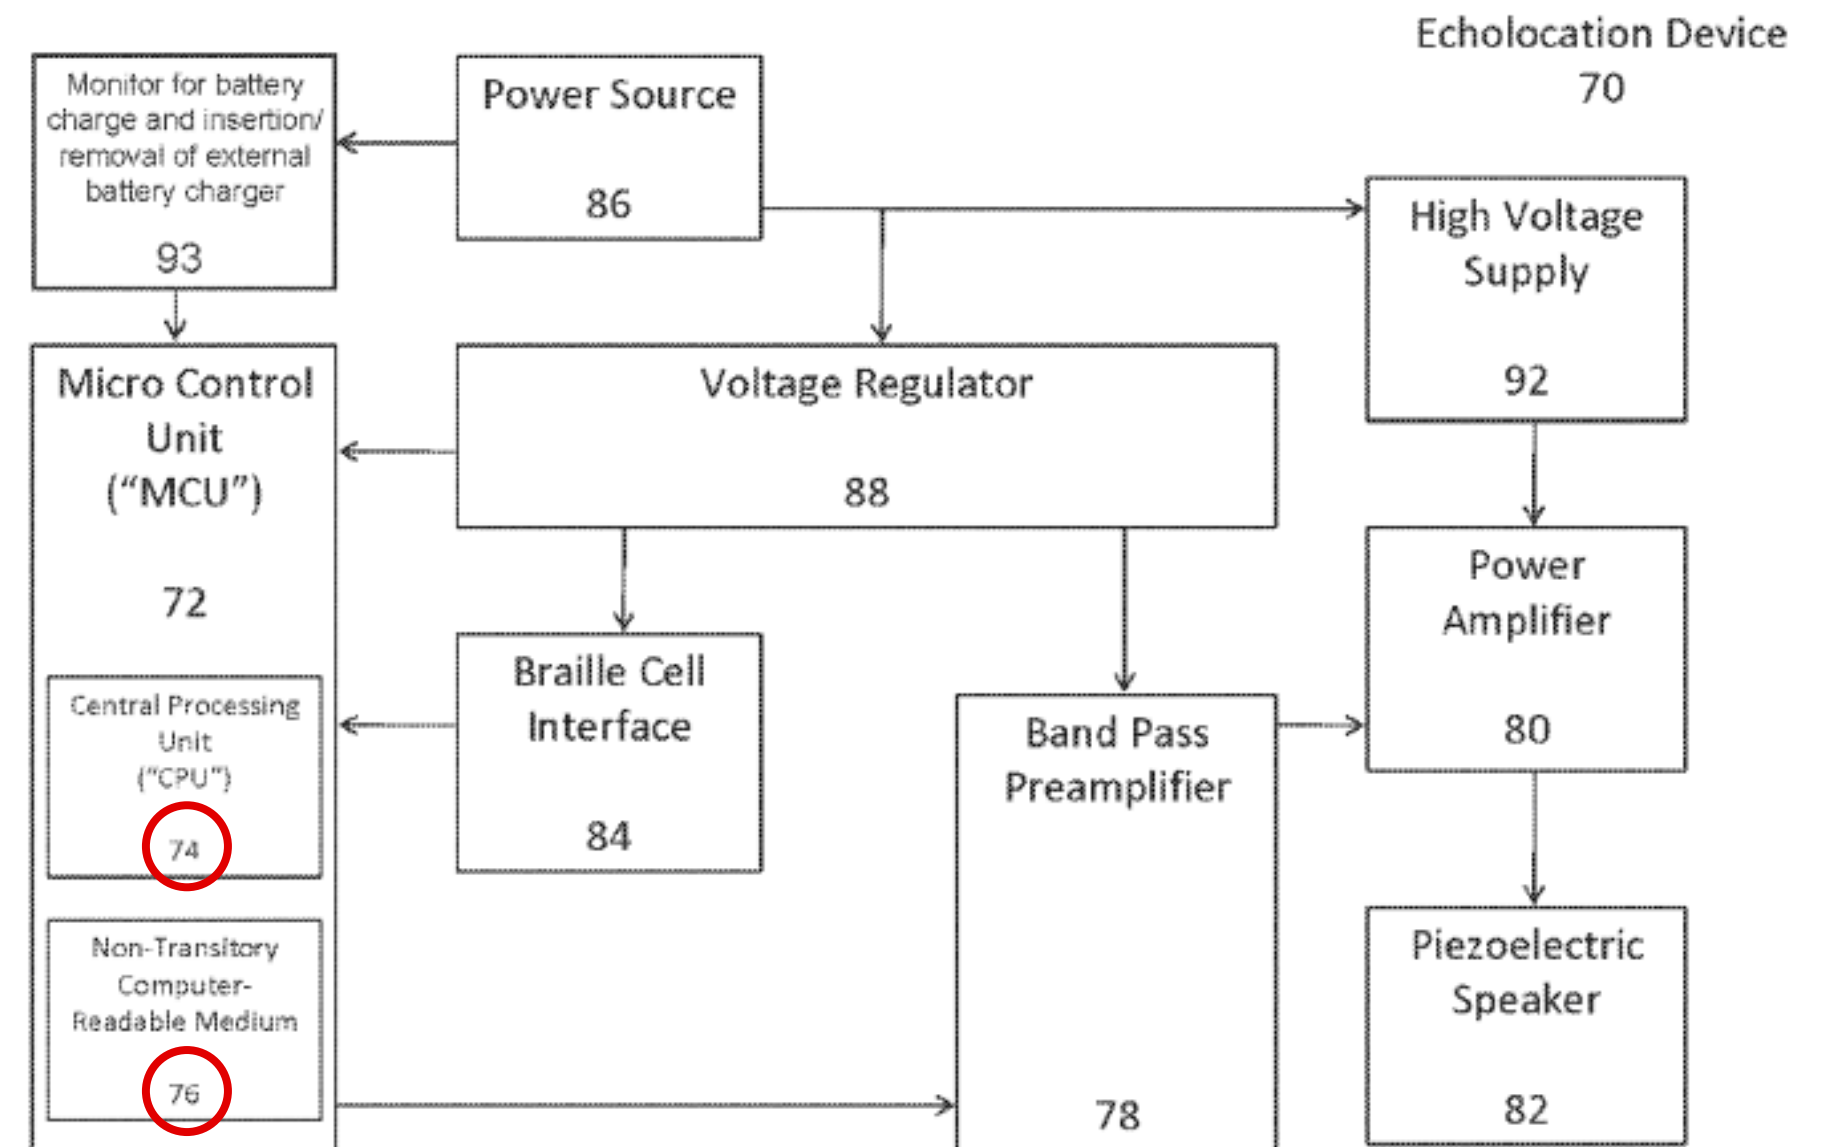 Echolocation Device
70
Monitor for battery
charge and insertion/
removal of external
battery charger
93
Power Source
86
High Voltage
Supply
92
Micro Control
Unit
(“MCU”)
72
Voltage Regulator
88
Central Processing
Unit
(“CPU”)
74
Braille Cell
Interface
84
Band Pass
Preamplifier
78
Power
Amplifier
80
Non-Transitory
Computer-
Readable Medium
76
Piezoelectric
Speaker
82